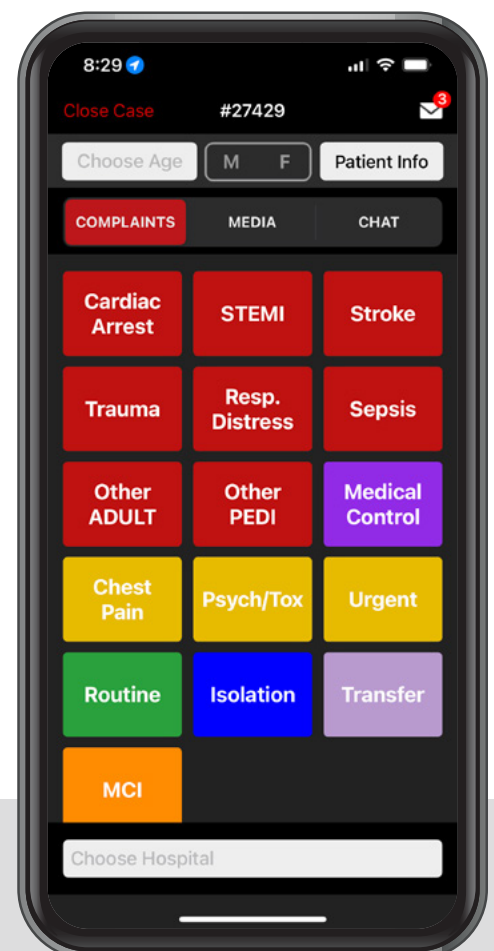 8:29
Close Case #27429 3
Choose Age M F Patient Info
COMPLAINTS MEDIA CHAT
Cardiac
Arrest
STEMI
Stroke
Trauma
Resp.
Distress
Sepsis
Other
ADULT
Other
PEDI
Medical
Control
Chest
Pain
Psych/Tox
Urgent
Routine
Isolation
Transfer
MCI
Choose Hospital